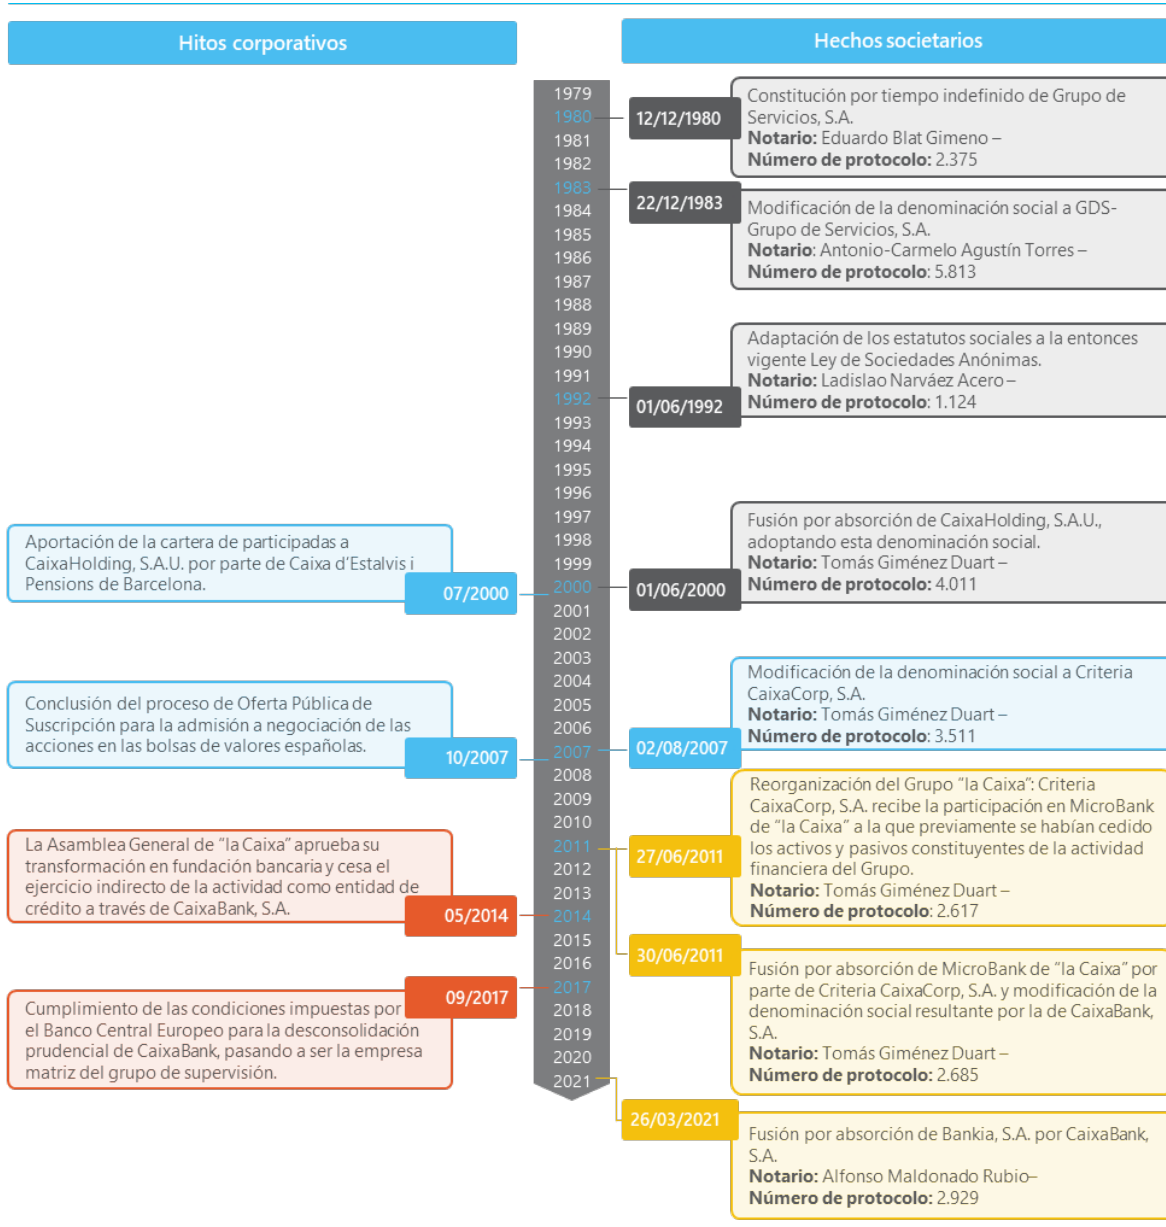 Hitos corporativos
Hechos societarios
1979
1980
1981
1982
1983
1984
1985
1986
1987
1988
1989
1990
1991
1992
1993
1994
1995
1996
1997
1998
1999
2000
2001
2002
2003
2004
2005
2006
2007
2008
2009
2010
2011
2012
2013
2014
2015
2016
2017
2018
2019
2020
2021
Aportación de la cartera de participadas a
CaixaHolding, S.A.U. por parte de Caixa d'Estalvis i
Pensions de Barcelona.
07/2000
Conclusión del proceso de Oferta Pública de
Suscripción para la admisión a negociación de las
acciones en las bolsas de valores españolas.
10/2007
La Asamblea General de "la Caixa" aprueba su
transformación en fundación bancaria y cesa el
ejercicio indirecto de la actividad como entidad de
crédito a través de CaixaBank, S.A.
05/2014
09/2017
Cumplimiento de las condiciones impuestas por
el Banco Central Europeo para la desconsolidación
prudencial de CaixaBank, pasando a ser la empresa
matriz del grupo de supervisión.
12/12/1980
Constitución por tiempo indefinido de Grupo de
Servicios, S.A.
Notario: Eduardo Blat Gimeno –
Número de protocolo: 2.375
22/12/1983
Modificación de la denominación social a GDS-
Grupo de Servicios, S.A.
Notario: Antonio-Carmelo Agustín Torres –
Número de protocolo: 5.813
Adaptación de los estatutos sociales a la entonces
vigente Ley de Sociedades Anónimas.
Notario: Ladislao Narváez Acero –
Número de protocolo: 1.124
01/06/1992
Fusión por absorción de CaixaHolding, S.A.U.,
adoptando esta denominación social.
Notario: Tomás Giménez Duart –
Número de protocolo: 4.011
01/06/2000
Modificación de la denominación social a Criteria
CaixaCorp, S.A.
Notario: Tomás Giménez Duart –
Número de protocolo: 3.511
02/08/2007
Reorganización del Grupo "la Caixa": Criteria
CaixaCorp, S.A. recibe la participación en MicroBank
de "la Caixa" a la que previamente se habían cedido
los activos y pasivos constituyentes de la actividad
financiera del Grupo.
Notario: Tomás Giménez Duart –
Número de protocolo: 2.617
27/06/2011
30/06/2011
Fusión por absorción de MicroBank de "la Caixa" por
parte de Criteria CaixaCorp, S.A. y modificación de la
denominación social resultante por la de CaixaBank,
S.A.
Notario: Tomás Giménez Duart –
Número de protocolo: 2.685
26/03/2021
Fusión por absorción de Bankia, S.A. por CaixaBank,
S.A.
Notario: Alfonso Maldonado Rubio–
Número de protocolo: 2.929